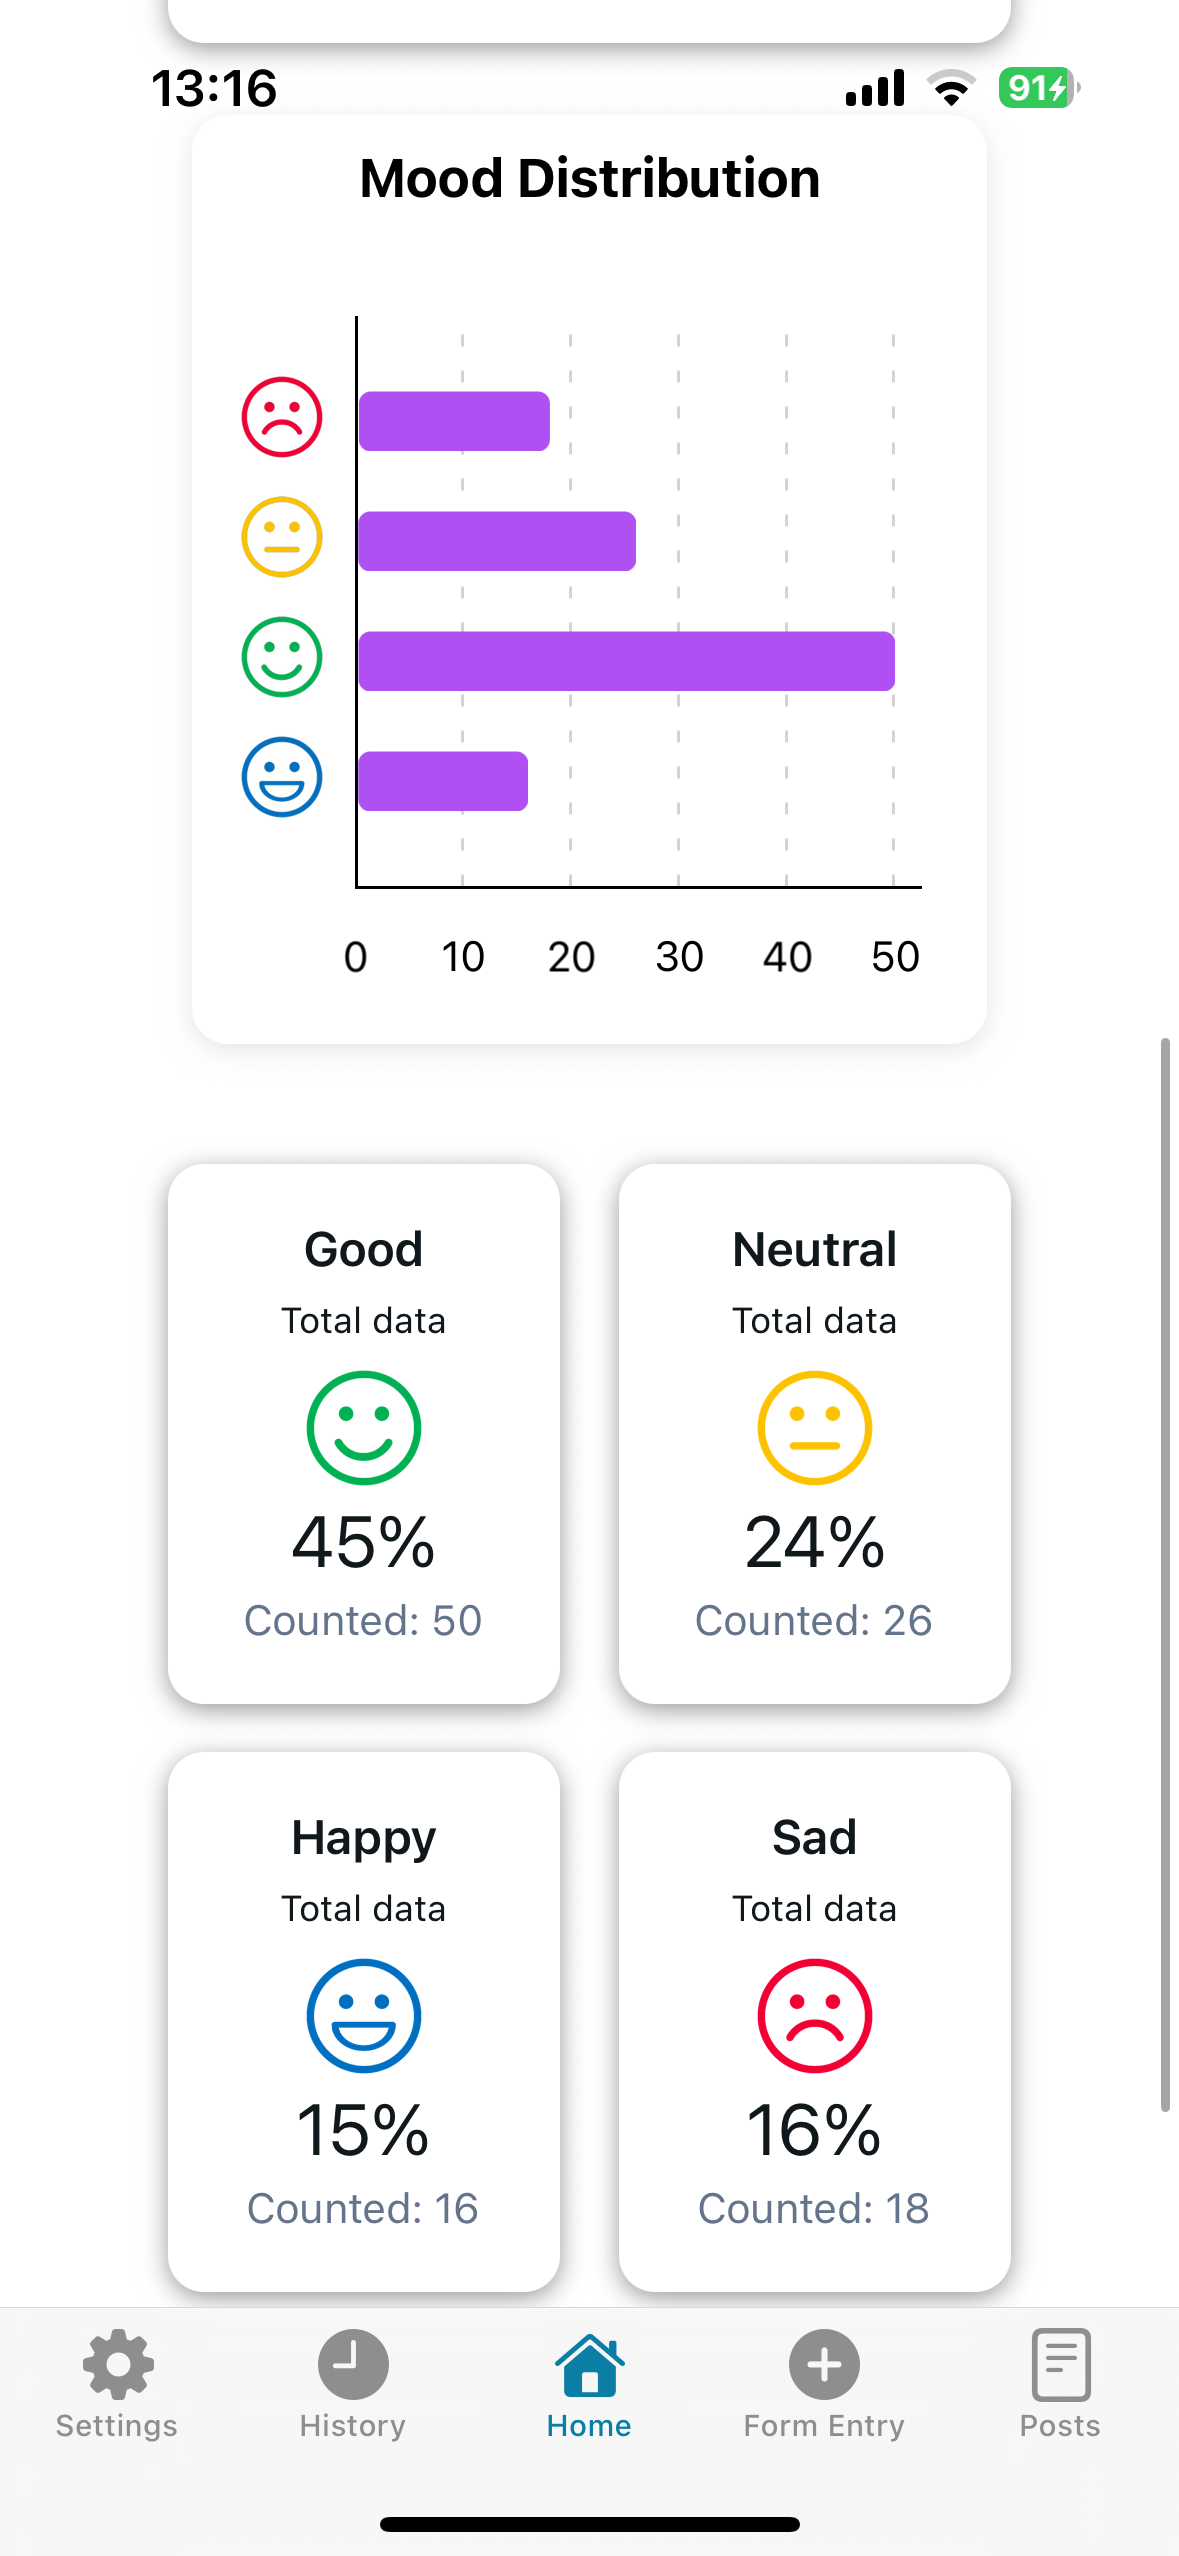 13:16
91
Mood Distribution
0 10 20 30 40 50
Good
Total data
45%
Counted: 50
Neutral
Total data
24%
Counted: 26
Happy
Total data
15%
Counted: 16
Sad
Total data
16%
Counted: 18
Settings
History
Home
Form Entry
Posts